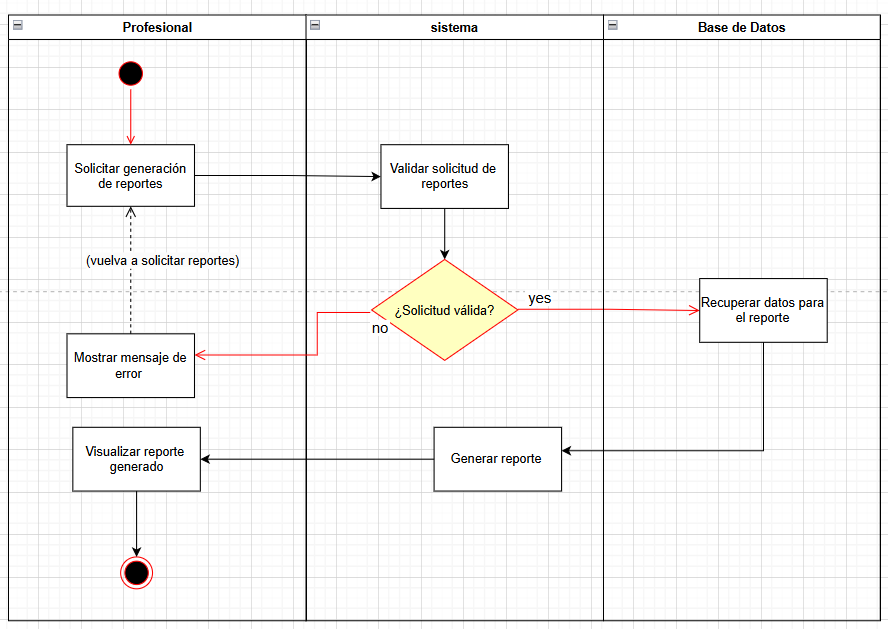 Profesional
sistema
Base de Datos
Solicitar generación
de reportes
Validar solicitud de
reportes
(vuelva a solicitar reportes)
¿Solicitud válida?
yes
no
Recuperar datos para
el reporte
Mostrar mensaje de
error
Visualizar reporte
generado
Generar reporte